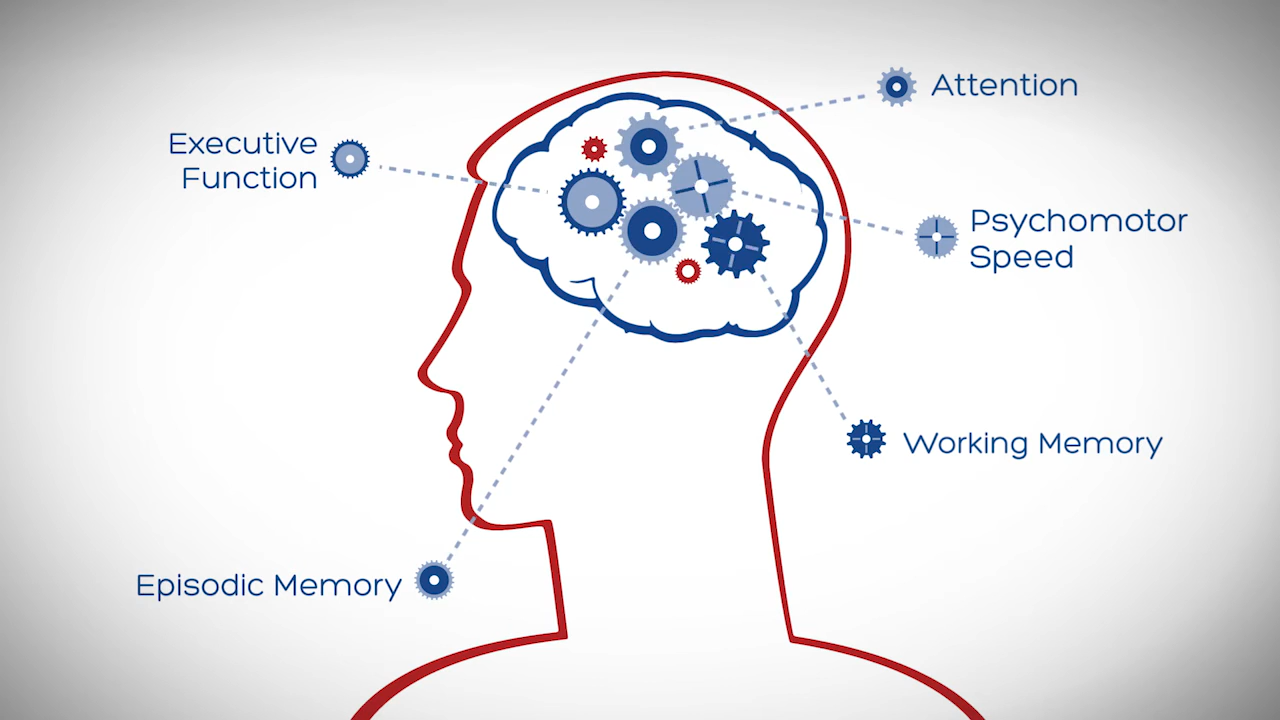 Attention
Executive
Function
Psychomotor
Speed
Working Memory
Episodic Memory